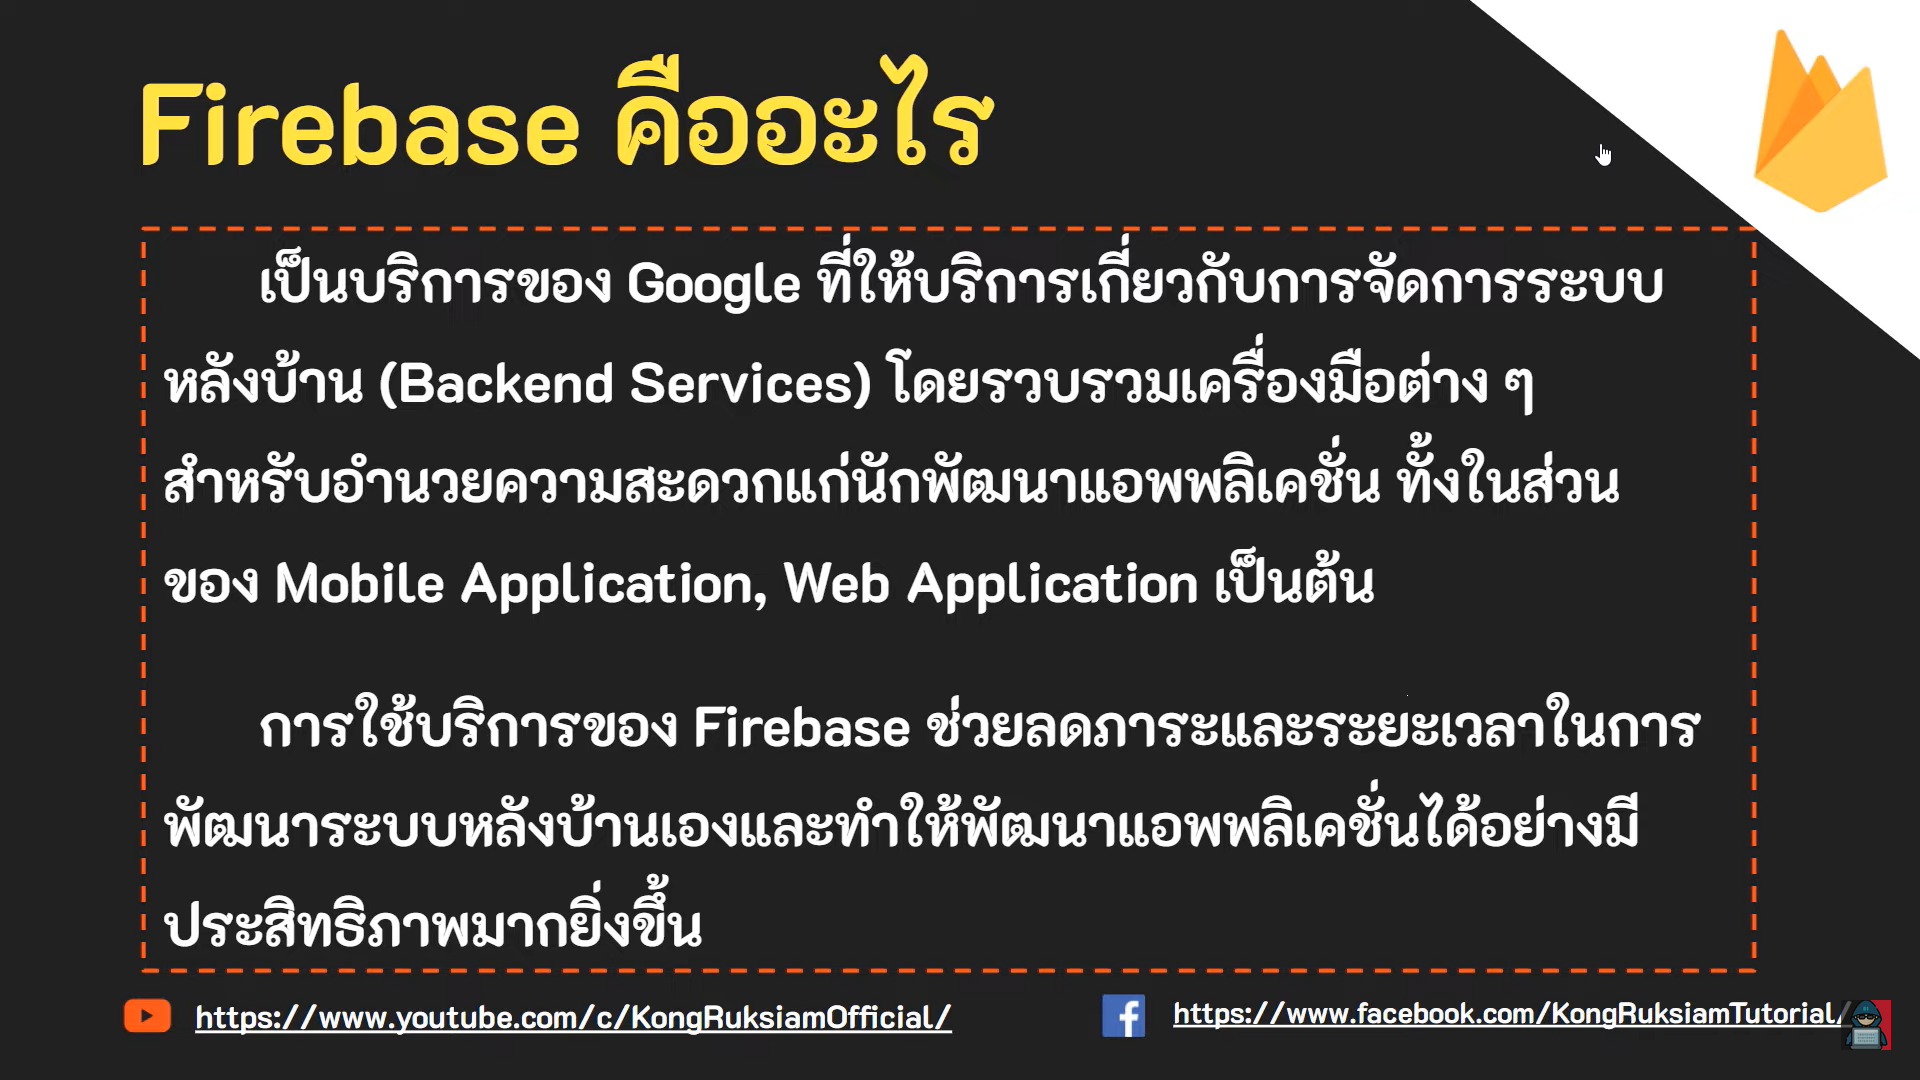 Firebase คืออะไร
เป็นบริการของ Google ที่ให้บริการเกี่ยวกับการจัดการระบบ
หลังบ้าน (Backend Services) โดยรวบรวมเครื่องมือต่าง ๆ
สำหรับอำนวยความสะดวกแก่นักพัฒนาแอพพลิเคชั่น ทั้งในส่วน
ของ Mobile Application, Web Application เป็นต้น
การใช้บริการของ Firebase ช่วยลดภาระและระยะเวลาในการ
พัฒนาระบบหลังบ้านเองและทำให้พัฒนาแอพพลิเคชั่นได้อย่างมี
ประสิทธิภาพมากยิ่งขึ้น
https://www.youtube.com/c/KongRuksiamOfficial/
https://www.facebook.com/KongRuksiamTutorial/